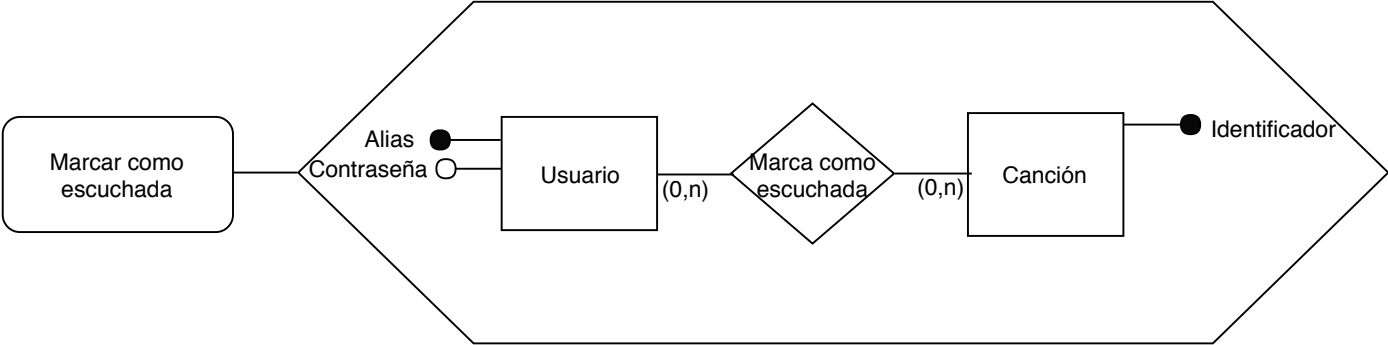 Marcar como
escuchada
Alias
Contraseña
Usuario
(0,n)
Marca como
escuchada
(0,n)
Canción
Identificador